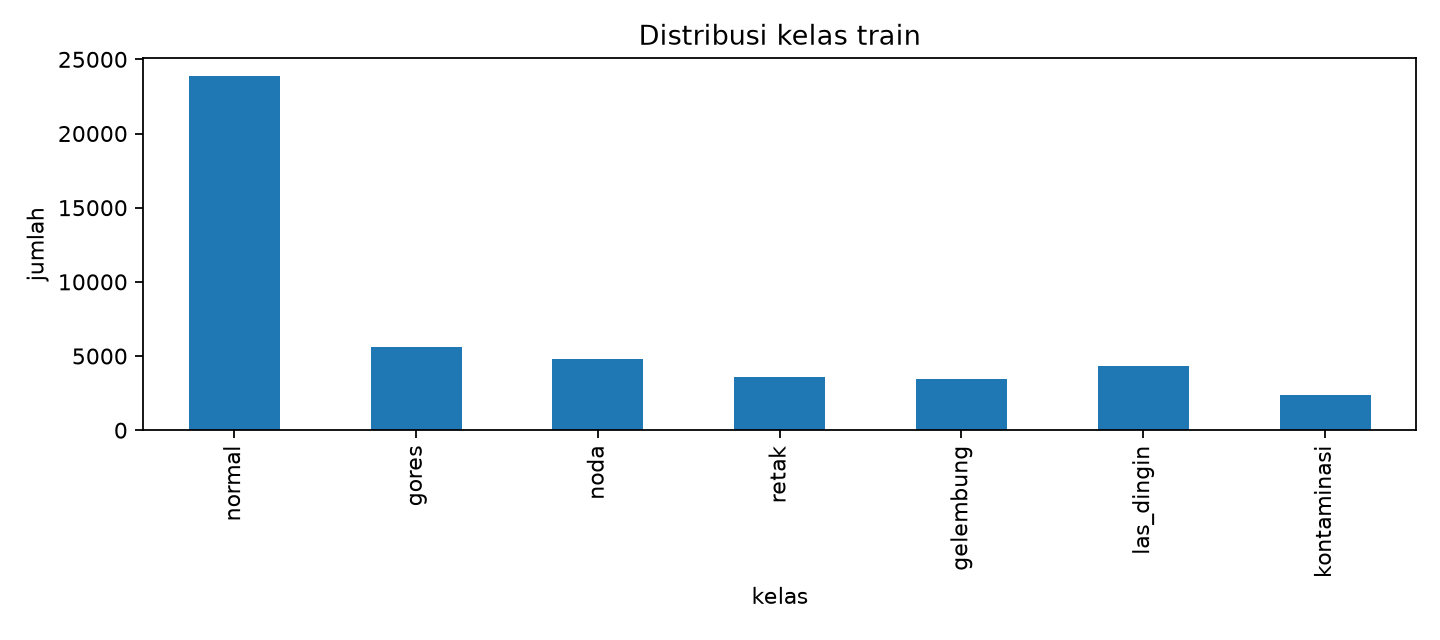 Distribusi kelas train
jumlah
25000
20000
15000
10000
5000
0
normal
gores
noda
retak
gelembung
las_dingin
kontaminasi
kelas